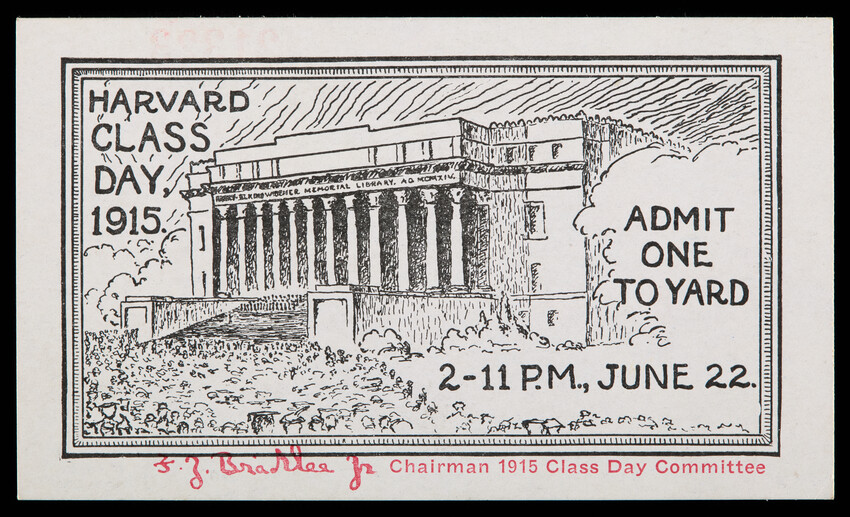 HARVARD
CLASS
DAY,
1915.
HARRY ELKINS WIDENER MEMORIAL LIBRARY. A.D. MCMXIV.
ADMIT
ONE
TO YARD
2-11 P.M., JUNE 22.
F. Z. Bradlee Jr Chairman 1915 Class Day Committee